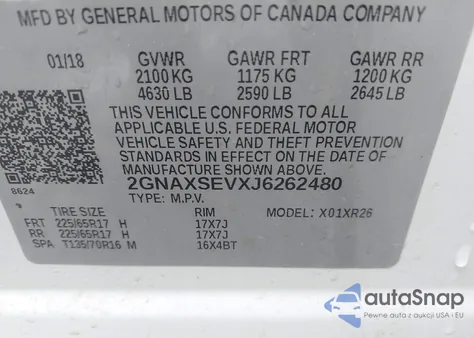 MFD BY GENERAL MOTORS OF CANADA COMPANY
01/18 GVWR GAWR FRT GAWR RR
2100 KG 1175 KG 1200 KG
4630 LB 2590 LB 2645 LB
THIS VEHICLE CONFORMS TO ALL
APPLICABLE U.S. FEDERAL MOTOR
VEHICLE SAFETY AND THEFT PREVENTION
STANDARDS IN EFFECT ON THE DATE OF
MANUFACTURE SHOWN ABOVE.
8624 2GNAXSEVXJ6262480
TYPE: M.P.V. MODEL: X01XR26
TIRE SIZE RIM
FRT 225/65R17 H 17X7J
RR 225/65R17 H 17X7J
SPA T135/70R16 M 16X4BT
autoSnap
Pewne auta z aukcji USA i EU